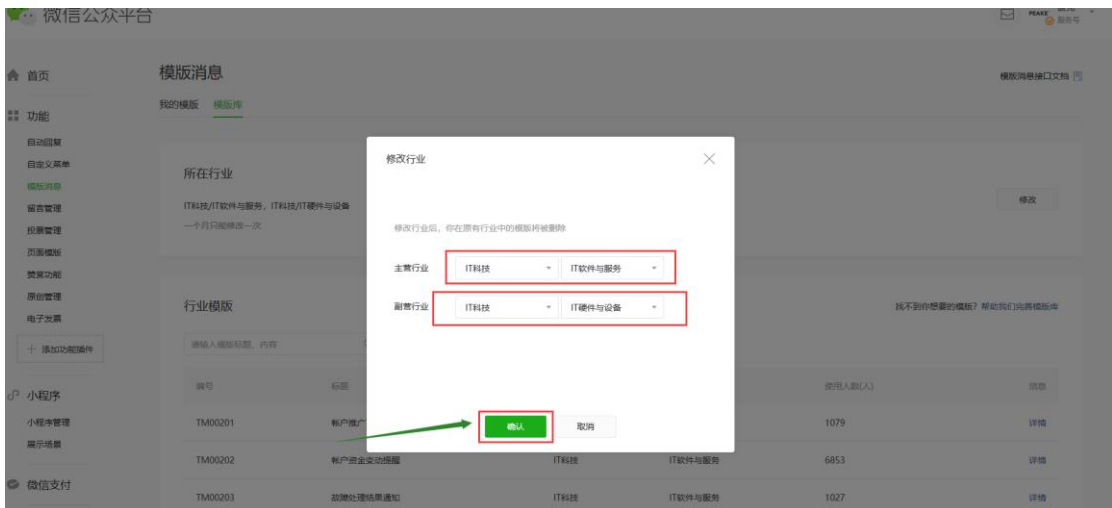 微信公众平台
PEAKE
服务号
首页
功能
自动回复
自定义菜单
模版消息
留言管理
投票管理
页面模版
赞赏功能
原创管理
电子发票
添加功能插件
小程序
小程序管理
展示场景
微信支付
模版消息
模版消息接口文档
我的模版 模版库
所在行业
IT科技/IT软件与服务，IT科技/IT硬件与设备
一个月只能修改一次
修改
修改行业
修改行业后，你在原有行业中的模版将被删除
主营行业 IT科技 IT软件与服务
副营行业 IT科技 IT硬件与设备
确认 取消
行业模版
找不到你想要的模版？帮助我们完善模版库
请输入模版标题、内容
编号 标题 使用人数(人) 信息
TM00201 帐户推广 1079 详情
TM00202 帐户资金变动提醒 IT科技 IT软件与服务 6853 详情
TM00203 故障处理结果通知 IT科技 IT软件与服务 1027 详情